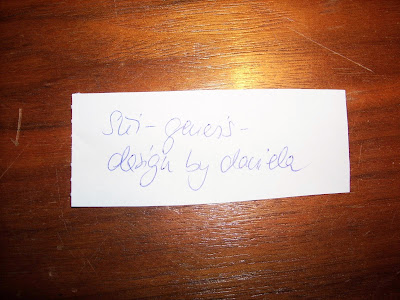 sui-generis-
design by daniela